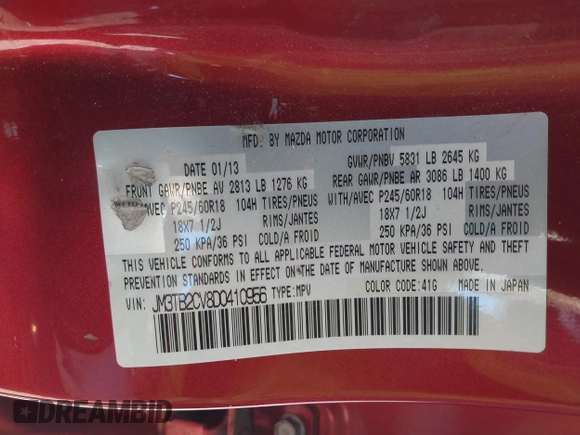 MFD. BY MAZDA MOTOR CORPORATION
DATE 01/13 GVWR/PNBV 5831 LB 2645 KG
FRONT GAWR/PNBE AV 2813 LB 1276 KG REAR GAWR/PNBE AR 3086 LB 1400 KG
AVEC P245/60R18 104H TIRES/PNEUS WITH/AVEC P245/60R18 104H TIRES/PNEUS
18X7 1/2J RIMS/JANTES 18X7 1/2J RIMS/JANTES
250 KPA/36 PSI COLD/A FROID 250 KPA/36 PSI COLD/A FROID
THIS VEHICLE CONFORMS TO ALL APPLICABLE FEDERAL MOTOR VEHICLE SAFETY AND THEFT
PREVENTION STANDARDS IN EFFECT ON THE DATE OF MANUFACTURE SHOWN ABOVE.
VIN: JM3TB2CV8D0410956 TYPE:MPV COLOR CODE:41G MADE IN JAPAN
DREAMBID